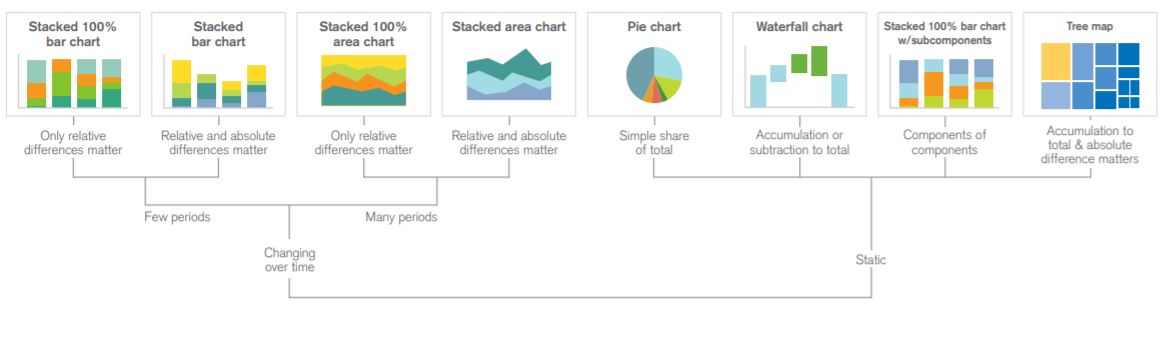 Stacked 100%
bar chart
Stacked
bar chart
Stacked 100%
area chart
Stacked area chart
Pie chart
Waterfall chart
Stacked 100% bar chart
w/subcomponents
Tree map
Only relative
differences matter
Relative and absolute
differences matter
Only relative
differences matter
Relative and absolute
differences matter
Simple share
of total
Accumulation or
subtraction to total
Components of
components
Accumulation to
total & absolute
difference matters
Few periods
Many periods
Changing
over time
Static